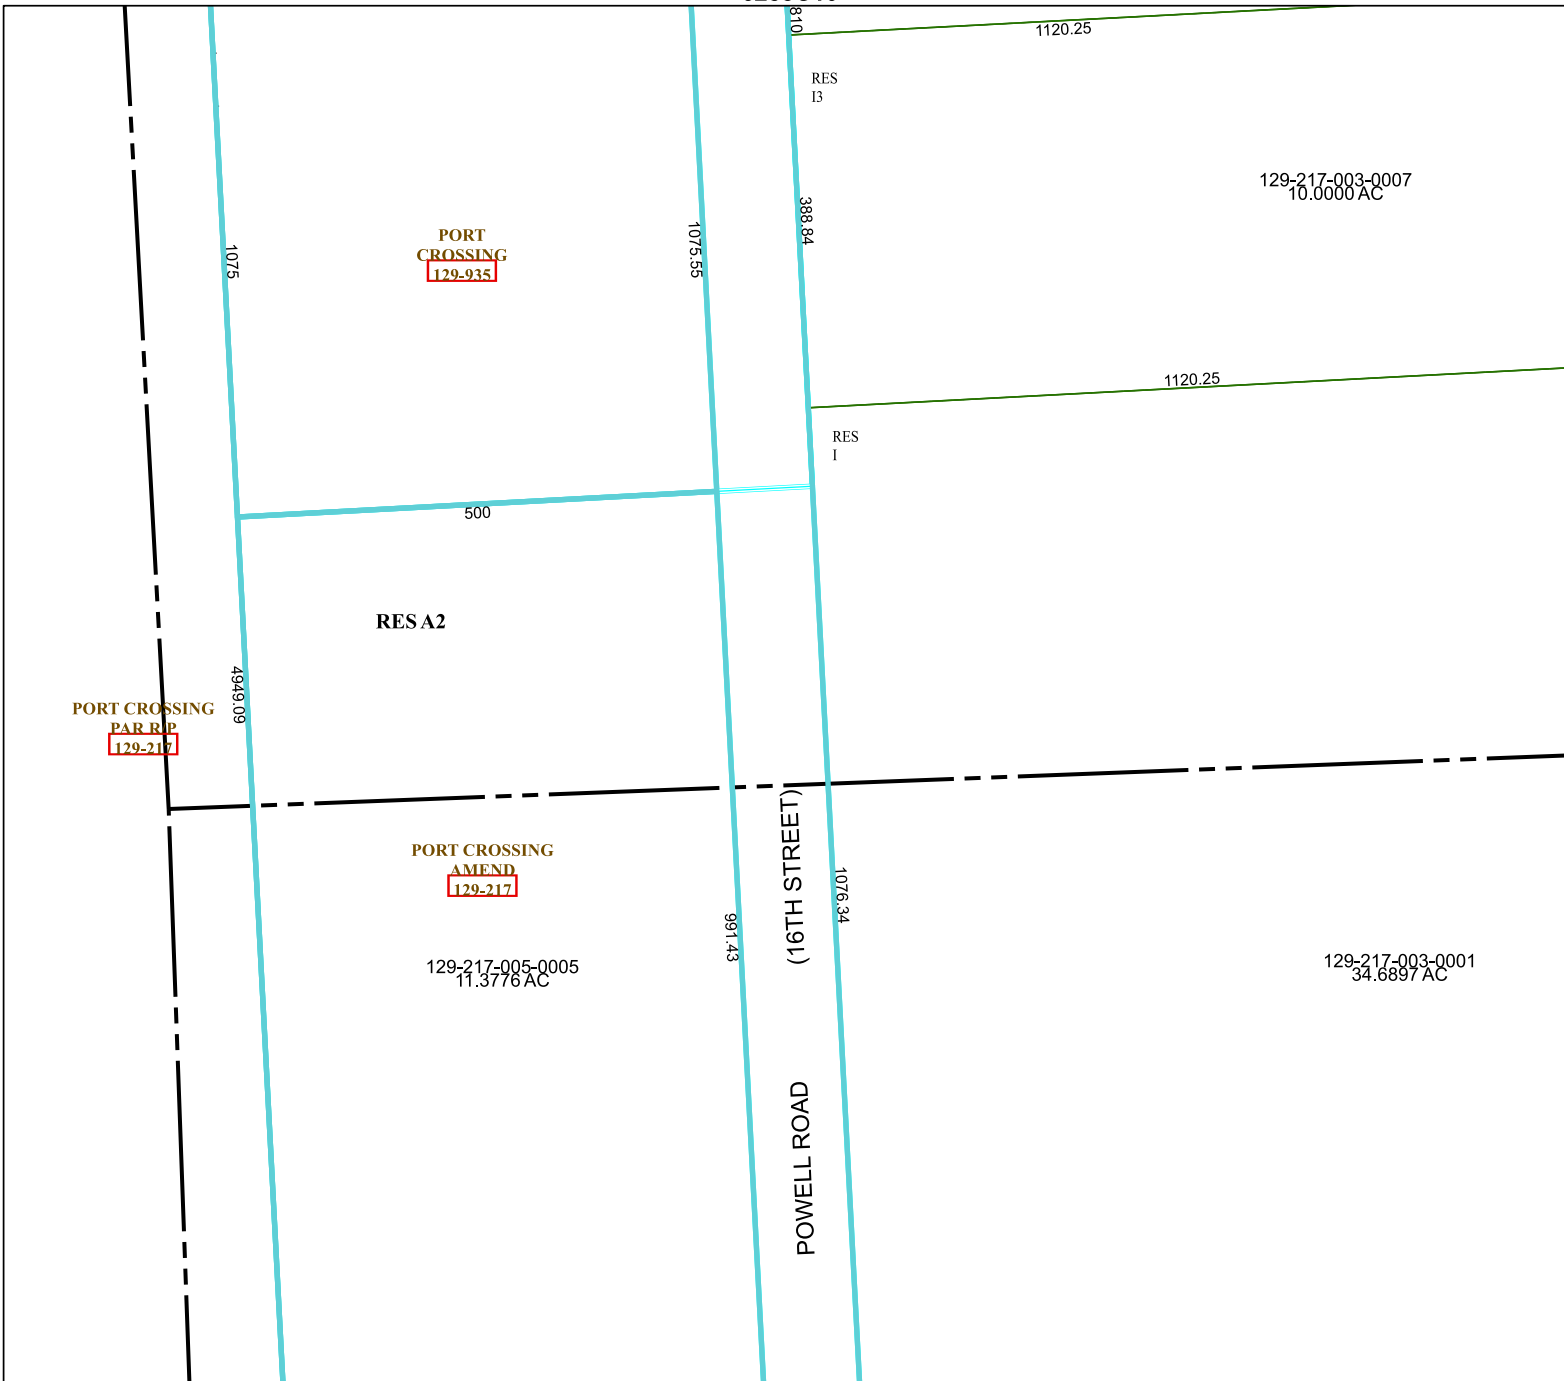 810
1120.25
RES
I3
129-217-003-0007
10.0000 AC
388.84
PORT
CROSSING
129-935
1075
1075.55
1120.25
RES
I
500
RES A2
4949.09
PORT CROSSING
PAR R/P
129-217
PORT CROSSING
AMEND
129-217
(16TH STREET)
1076.34
991.43
129-217-005-0005
11.3776 AC
129-217-003-0001
34.6897 AC
POWELL ROAD